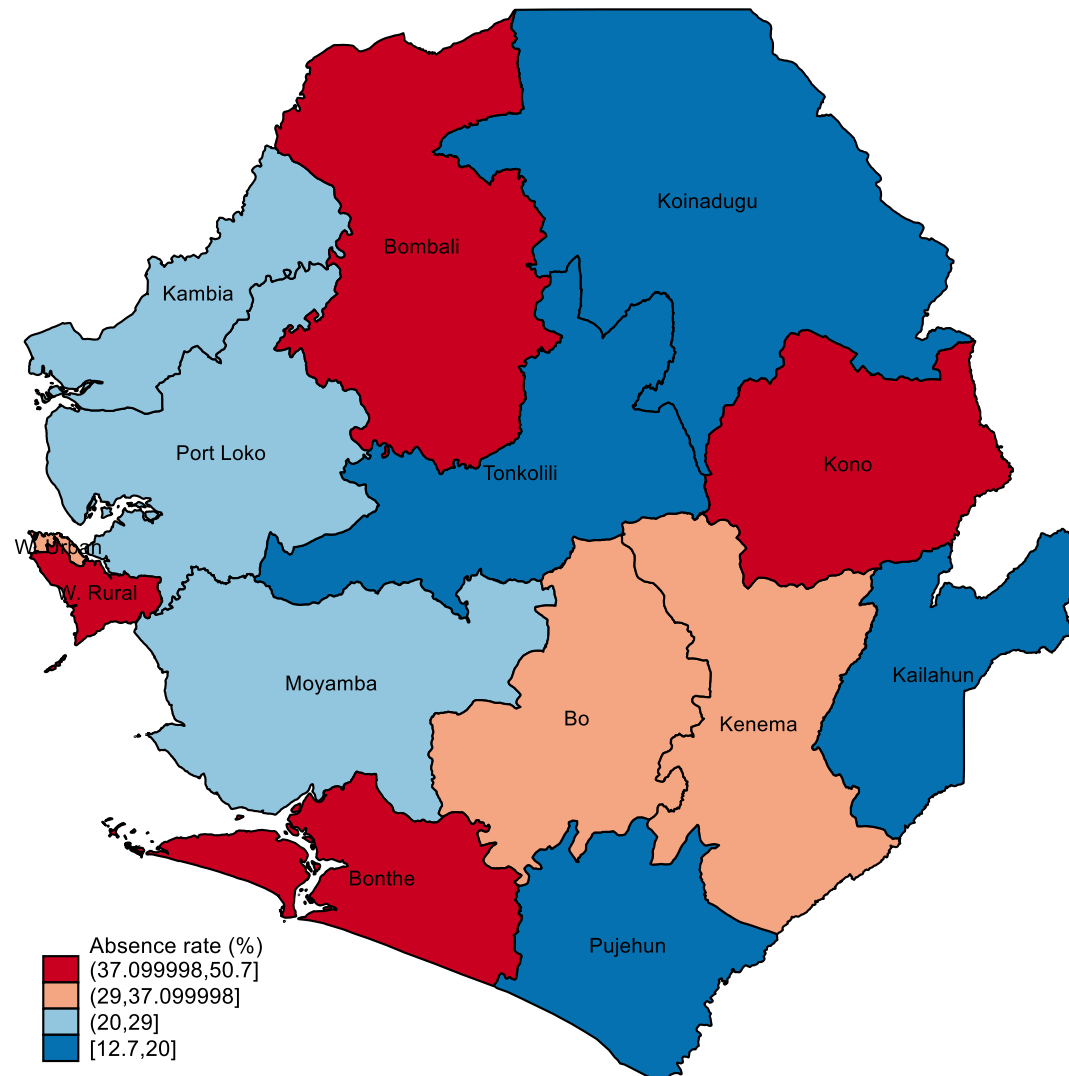 Koinadugu
Bombali
Kambia
Port Loko
Kono
Tonkolili
W. Urban
W. Rural
Kailahun
Moyamba
Bo
Kenema
Bonthe
Pujehun
Absence rate (%)
(37.099998,50.7]
(29,37.099998]
(20,29]
[12.7,20]